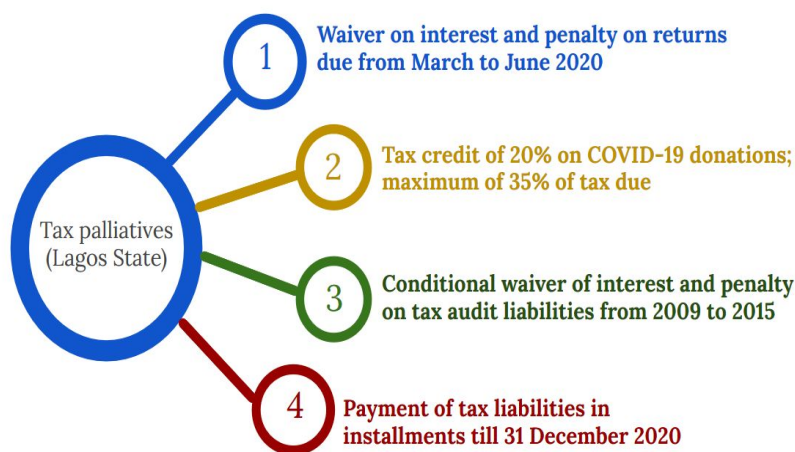 1
Waiver on interest and penalty on returns
due from March to June 2020
2
Tax credit of 20% on COVID-19 donations;
maximum of 35% of tax due
Tax palliatives
(Lagos State)
3
Conditional waiver of interest and penalty
on tax audit liabilities from 2009 to 2015
4
Payment of tax liabilities in
installments till 31 December 2020